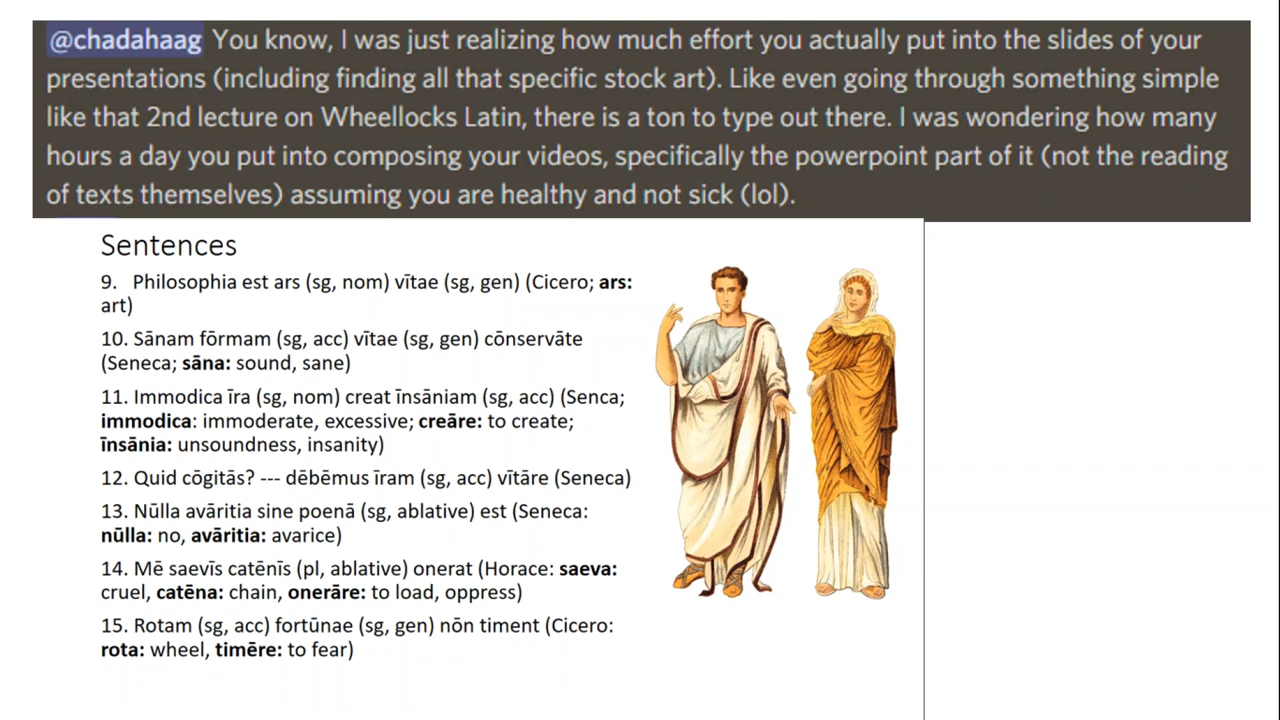 @chadahaag You know, I was just realizing how much effort you actually put into the slides of your
presentations (including finding all that specific stock art). Like even going through something simple
like that 2nd lecture on Wheellocks Latin, there is a ton to type out there. I was wondering how many
hours a day you put into composing your videos, specifically the powerpoint part of it (not the reading
of texts themselves) assuming you are healthy and not sick (lol).
Sentences
9. Philosophia est ars (sg, nom) vītae (sg, gen) (Cicero; ars:
art)
10. Sānam fōrmam (sg, acc) vītae (sg, gen) cōnservāte
(Seneca; sāna: sound, sane)
11. Immodica īra (sg, nom) creat īnsāniam (sg, acc) (Senca;
immodica: immoderate, excessive; creāre: to create;
īnsānia: unsoundness, insanity)
12. Quid cōgitās? --- dēbēmus īram (sg, acc) vītāre (Seneca)
13. Nūlla avāritia sine poenā (sg, ablative) est (Seneca:
nūlla: no, avāritia: avarice)
14. Mē saevīs catēnīs (pl, ablative) onerat (Horace: saeva:
cruel, catēna: chain, onerāre: to load, oppress)
15. Rotam (sg, acc) fortūnae (sg, gen) nōn timent (Cicero:
rota: wheel, timēre: to fear)